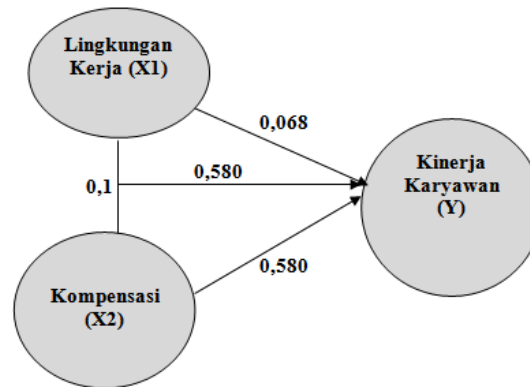 Lingkungan
Kerja (X1)
0,068
Kinerja
Karyawan
(Y)
0,1
0,580
0,580
Kompensasi
(X2)